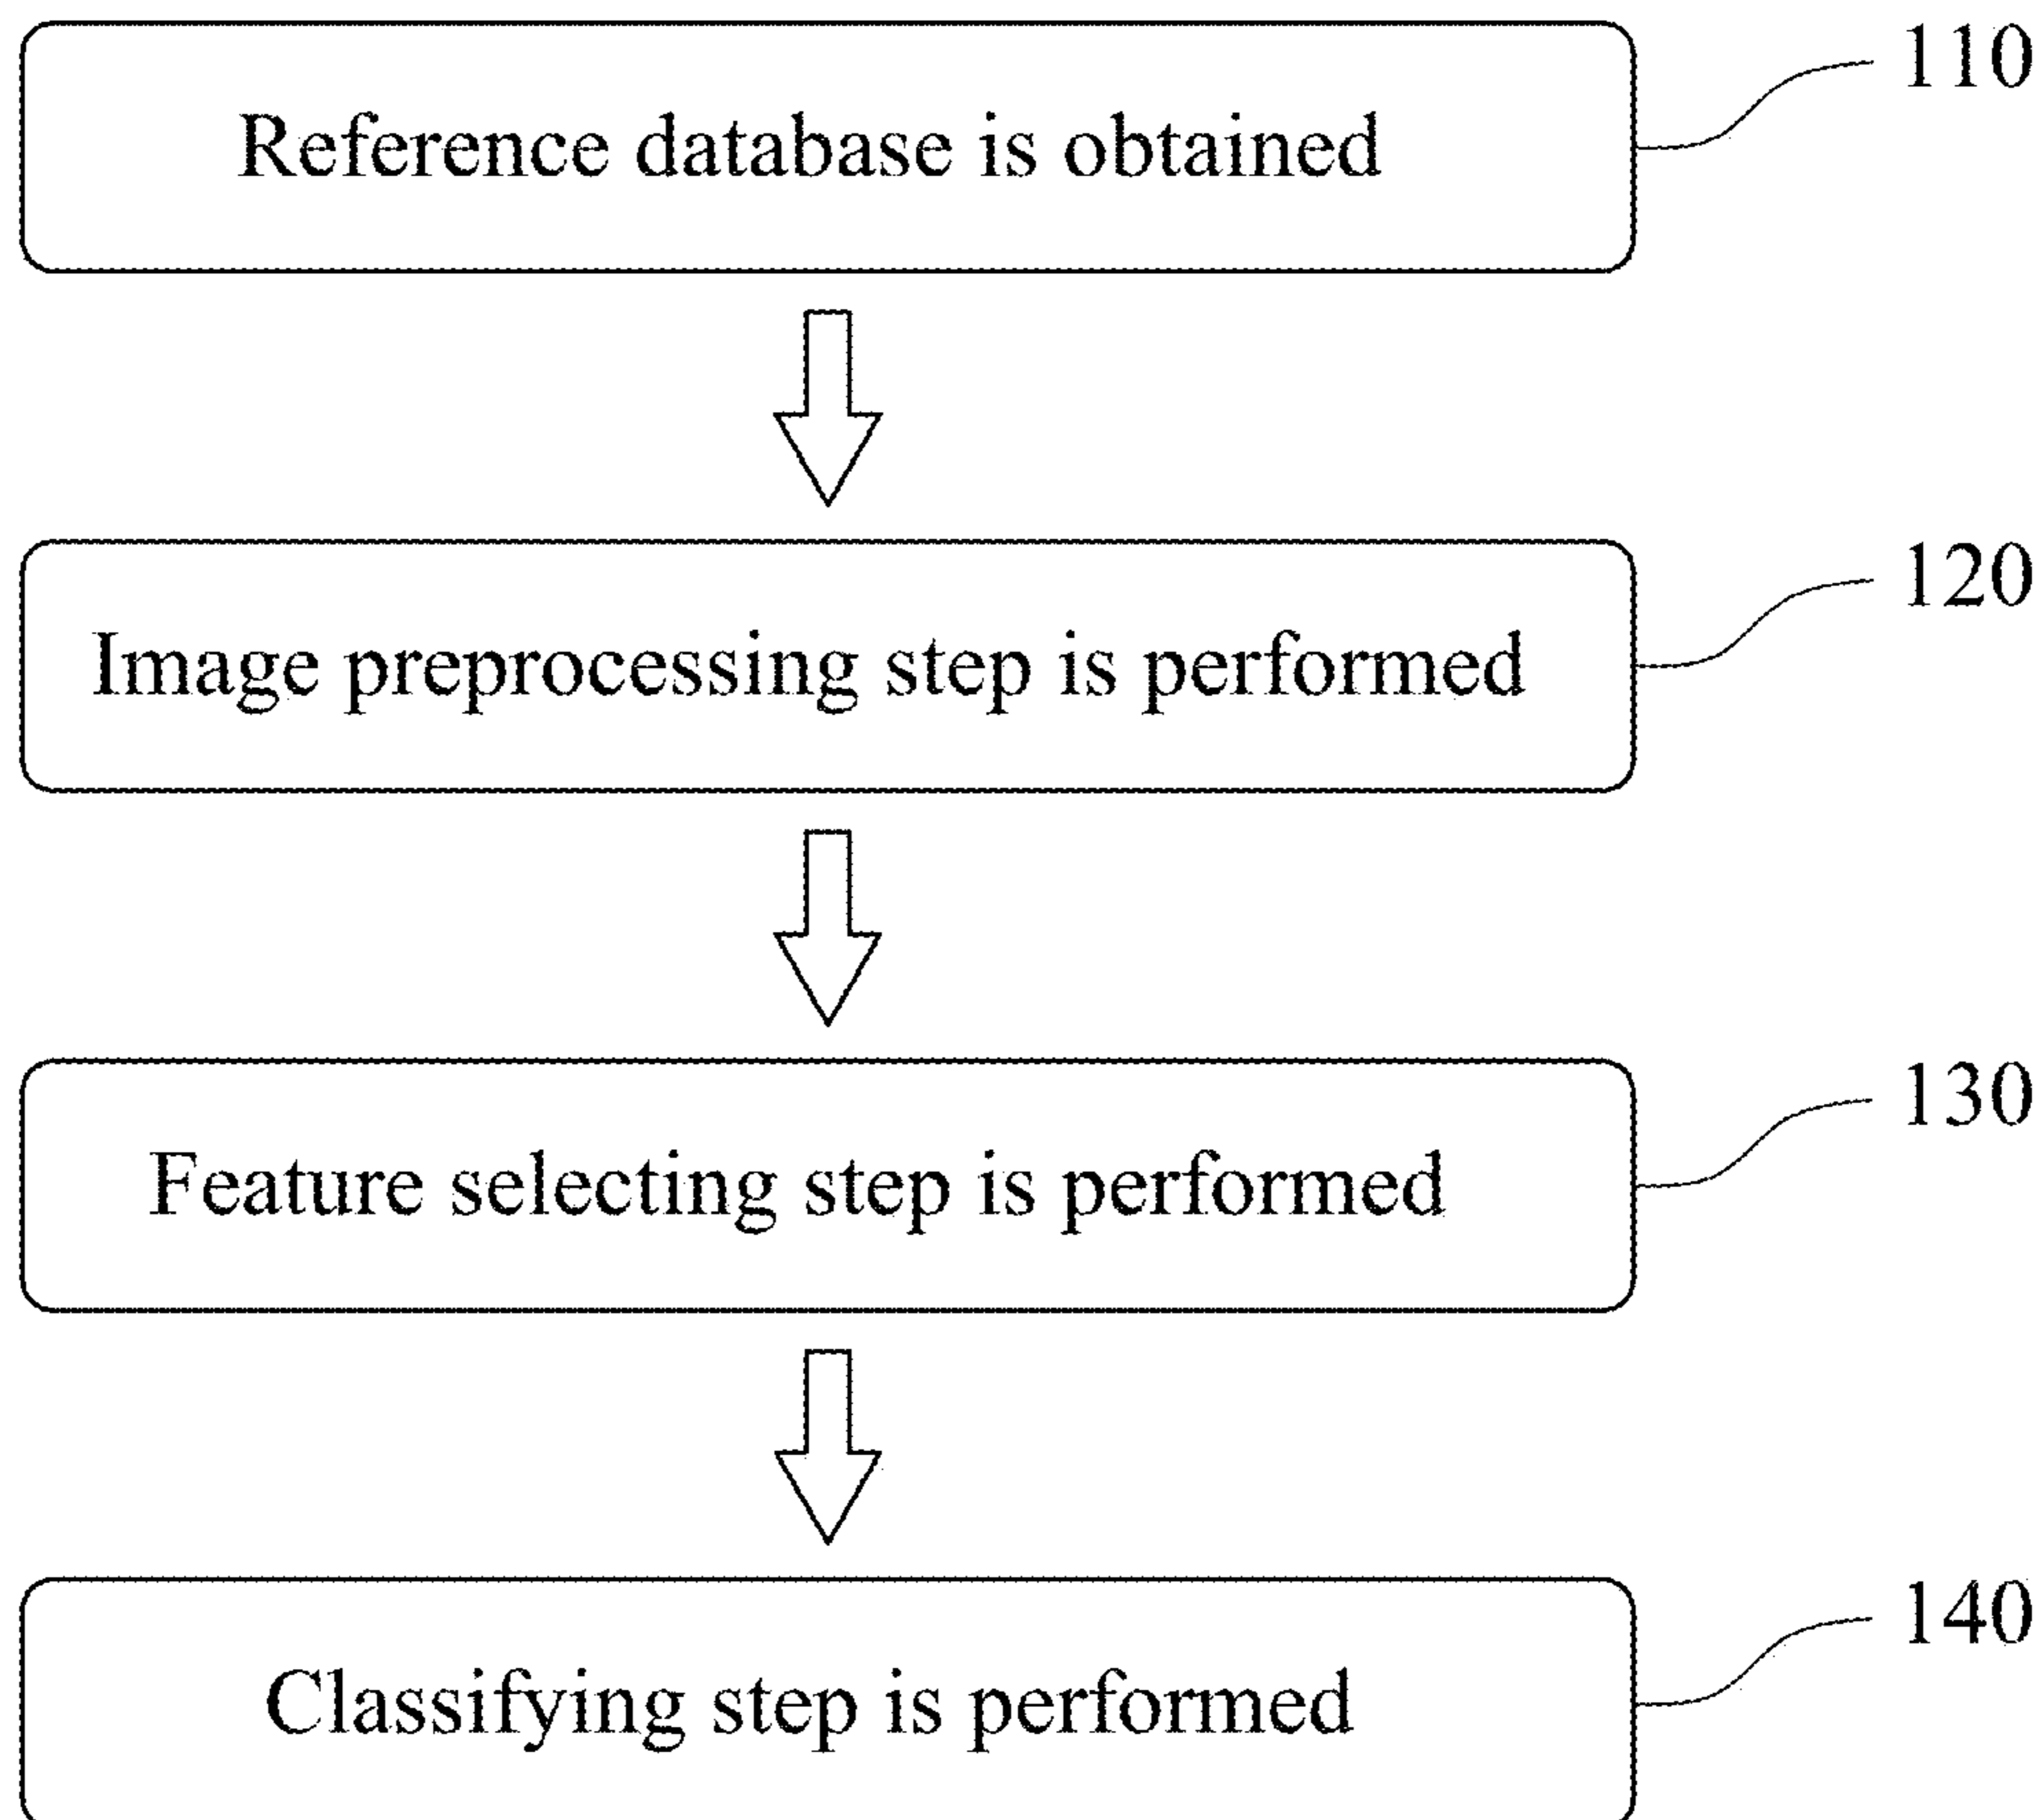 Reference database is obtained
110
Image preprocessing step is performed
120
Feature selecting step is performed
130
Classifying step is performed
140